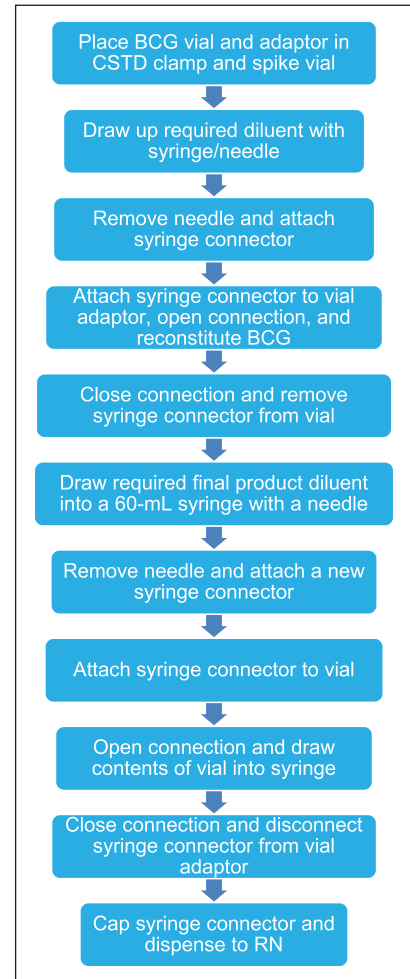 Place BCG vial and adaptor in
CSTD clamp and spike vial
Draw up required diluent with
syringe/needle
Remove needle and attach
syringe connector
Attach syringe connector to vial
adaptor, open connection, and
reconstitute BCG
Close connection and remove
syringe connector from vial
Draw required final product diluent
into a 60-mL syringe with a needle
Remove needle and attach a new
syringe connector
Attach syringe connector to vial
Open connection and draw
contents of vial into syringe
Close connection and disconnect
syringe connector from vial
adaptor
Cap syringe connector and
dispense to RN